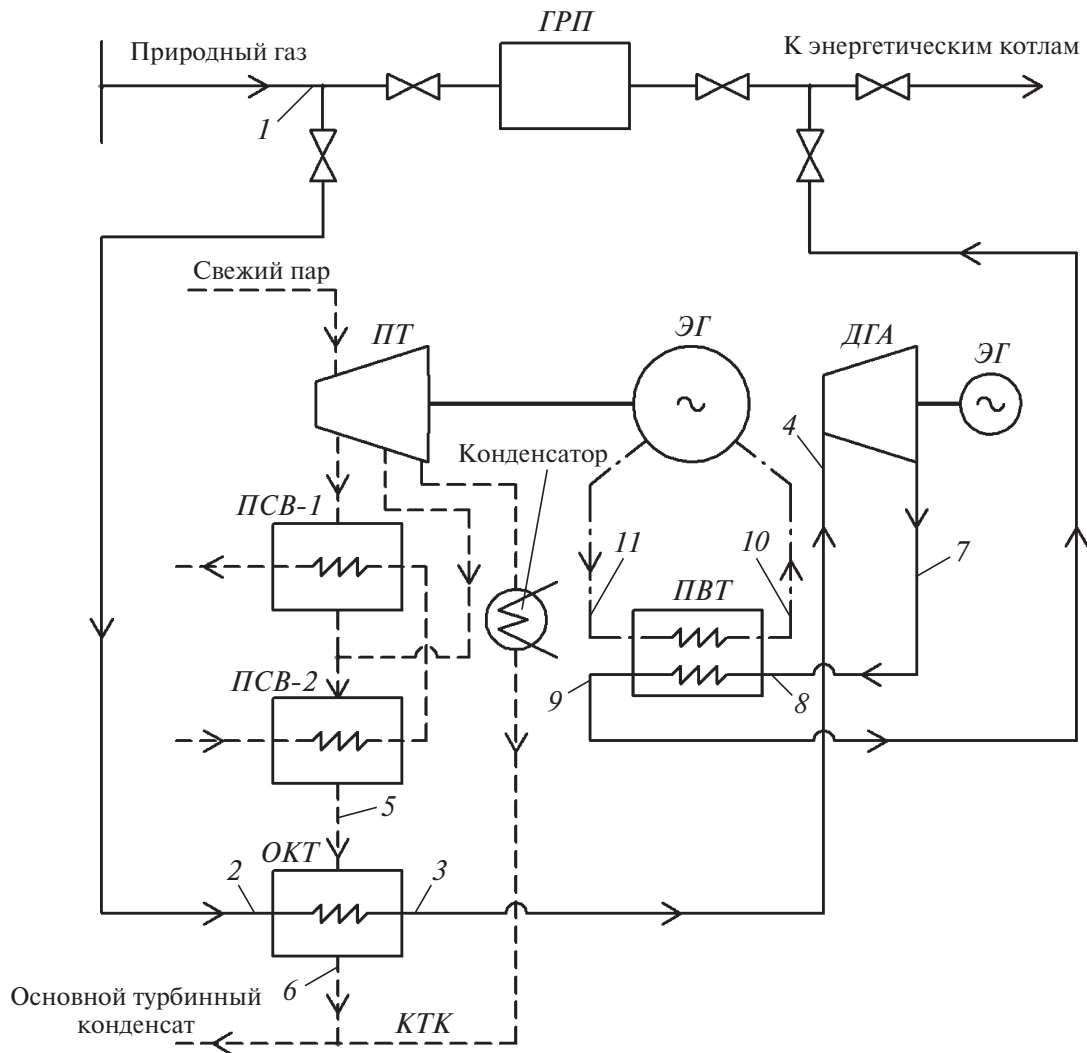 ГРП
Природный газ
К энергетическим котлам
1
Свежий пар
ПТ
ЭГ
ДГА
ЭГ
4
Конденсатор
ПСВ-1
11
10
7
ПВТ
ПСВ-2
9
8
5
ОКТ
2
3
6
Основной турбинный
конденсат
КТК